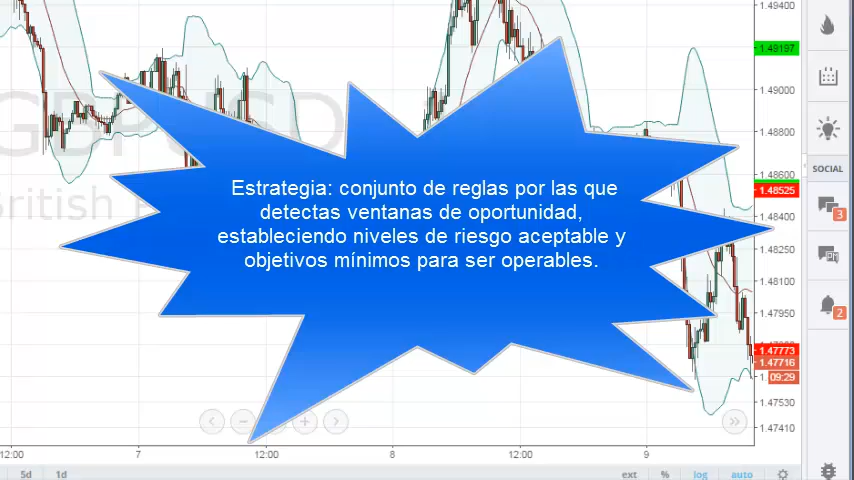 1.49400
1.49197
1.49000
GBPUSD
1.48800
1.48600
SOCIAL
1.48525
Estrategia: conjunto de reglas por las que
British
1.48400
3
detectas ventanas de oportunidad,
estableciendo niveles de riesgo aceptable y
1.48250
objetivos mínimos para ser operables.
1.48100
1.47950
2
1.47773
1.47716
09:29
1.47530
1.47410
12:00 7 12:00 8 12:00 9
5d 1d ext % log auto